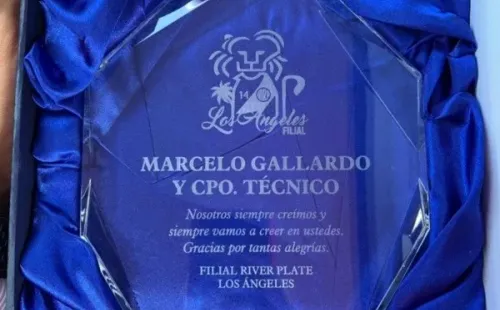 14
Los Angeles
FILIAL
MARCELO GALLARDO
Y CPO. TÉCNICO
Nosotros siempre creímos y
siempre vamos a creer en ustedes.
Gracias por tantas alegrías.
FILIAL RIVER PLATE
LOS ÁNGELES